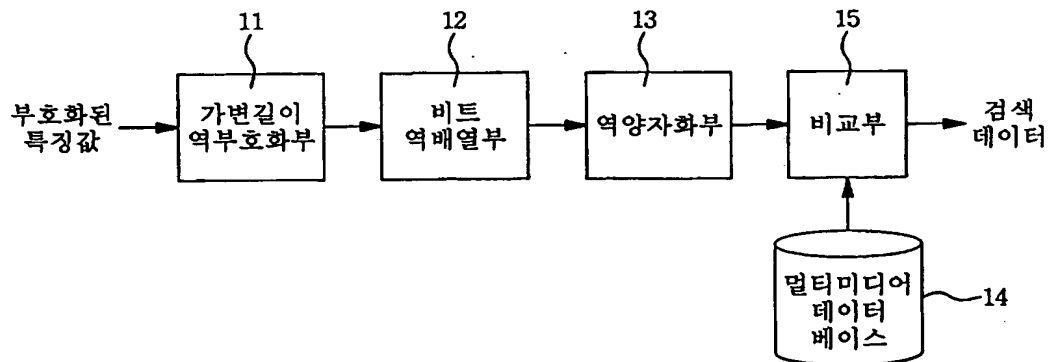 11
12
13
15
부호화된
특징값
가변길이
역부호화부
비트
역배열부
역양자화부
비교부
검색
데이터
멀티미디어
데이터
베이스
14